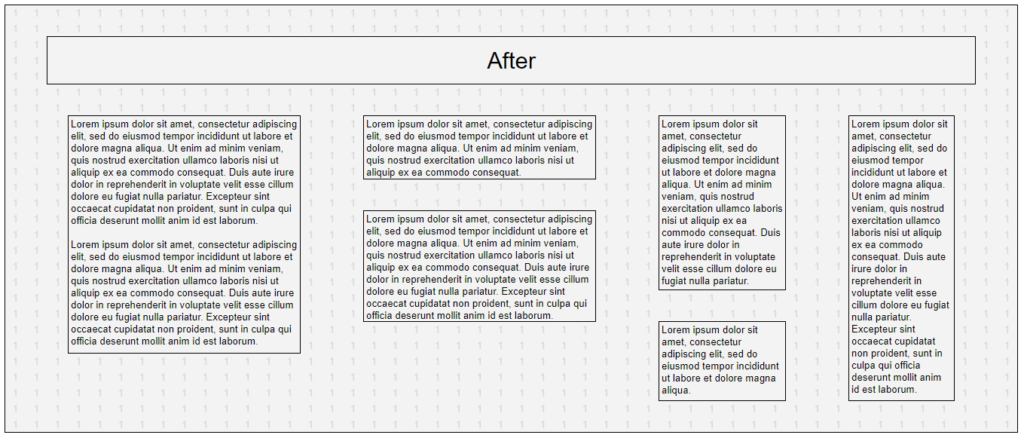 After
Lorem ipsum dolor sit amet, consectetur adipiscing
elit, sed do eiusmod tempor incididunt ut labore et
dolore magna aliqua. Ut enim ad minim veniam,
quis nostrud exercitation ullamco laboris nisi ut
aliquip ex ea commodo consequat. Duis aute irure
dolor in reprehenderit in voluptate velit esse cillum
dolore eu fugiat nulla pariatur. Excepteur sint
occaecat cupidatat non proident, sunt in culpa qui
officia deserunt mollit anim id est laborum.
Lorem ipsum dolor sit amet, consectetur adipiscing
elit, sed do eiusmod tempor incididunt ut labore et
dolore magna aliqua. Ut enim ad minim veniam,
quis nostrud exercitation ullamco laboris nisi ut
aliquip ex ea commodo consequat. Duis aute irure
dolor in reprehenderit in voluptate velit esse cillum
dolore eu fugiat nulla pariatur. Excepteur sint
occaecat cupidatat non proident, sunt in culpa qui
officia deserunt mollit anim id est laborum.
Lorem ipsum dolor sit amet, consectetur adipiscing
elit, sed do eiusmod tempor incididunt ut labore et
dolore magna aliqua. Ut enim ad minim veniam,
quis nostrud exercitation ullamco laboris nisi ut
aliquip ex ea commodo consequat.
Lorem ipsum dolor sit amet, consectetur adipiscing
elit, sed do eiusmod tempor incididunt ut labore et
dolore magna aliqua. Ut enim ad minim veniam,
quis nostrud exercitation ullamco laboris nisi ut
aliquip ex ea commodo consequat. Duis aute irure
dolor in reprehenderit in voluptate velit esse cillum
dolore eu fugiat nulla pariatur. Excepteur sint
occaecat cupidatat non proident, sunt in culpa qui
officia deserunt mollit anim id est laborum.
Lorem ipsum dolor sit
amet, consectetur
adipiscing elit, sed do
eiusmod tempor incididunt
ut labore et dolore magna
aliqua. Ut enim ad minim
veniam, quis nostrud
exercitation ullamco laboris
nisi ut aliquip ex ea
commodo consequat. Duis
aute irure dolor in
reprehenderit in voluptate
velit esse cillum dolore eu
fugiat nulla pariatur.
Lorem ipsum dolor sit
amet, consectetur
adipiscing elit, sed do
eiusmod tempor incididunt
ut labore et dolore magna
aliqua.
Lorem ipsum dolor sit
amet, consectetur
adipiscing elit, sed do
eiusmod tempor
incididunt ut labore et
dolore magna aliqua.
Ut enim ad minim
veniam, quis nostrud
exercitation ullamco
laboris nisi ut aliquip
ex ea commodo
consequat. Duis aute
irure dolor in
reprehenderit in
voluptate velit esse
cillum dolore eu fugiat
nulla pariatur.
Excepteur sint
occaecat cupidatat
non proident, sunt in
culpa qui officia
deserunt mollit anim
id est laborum.